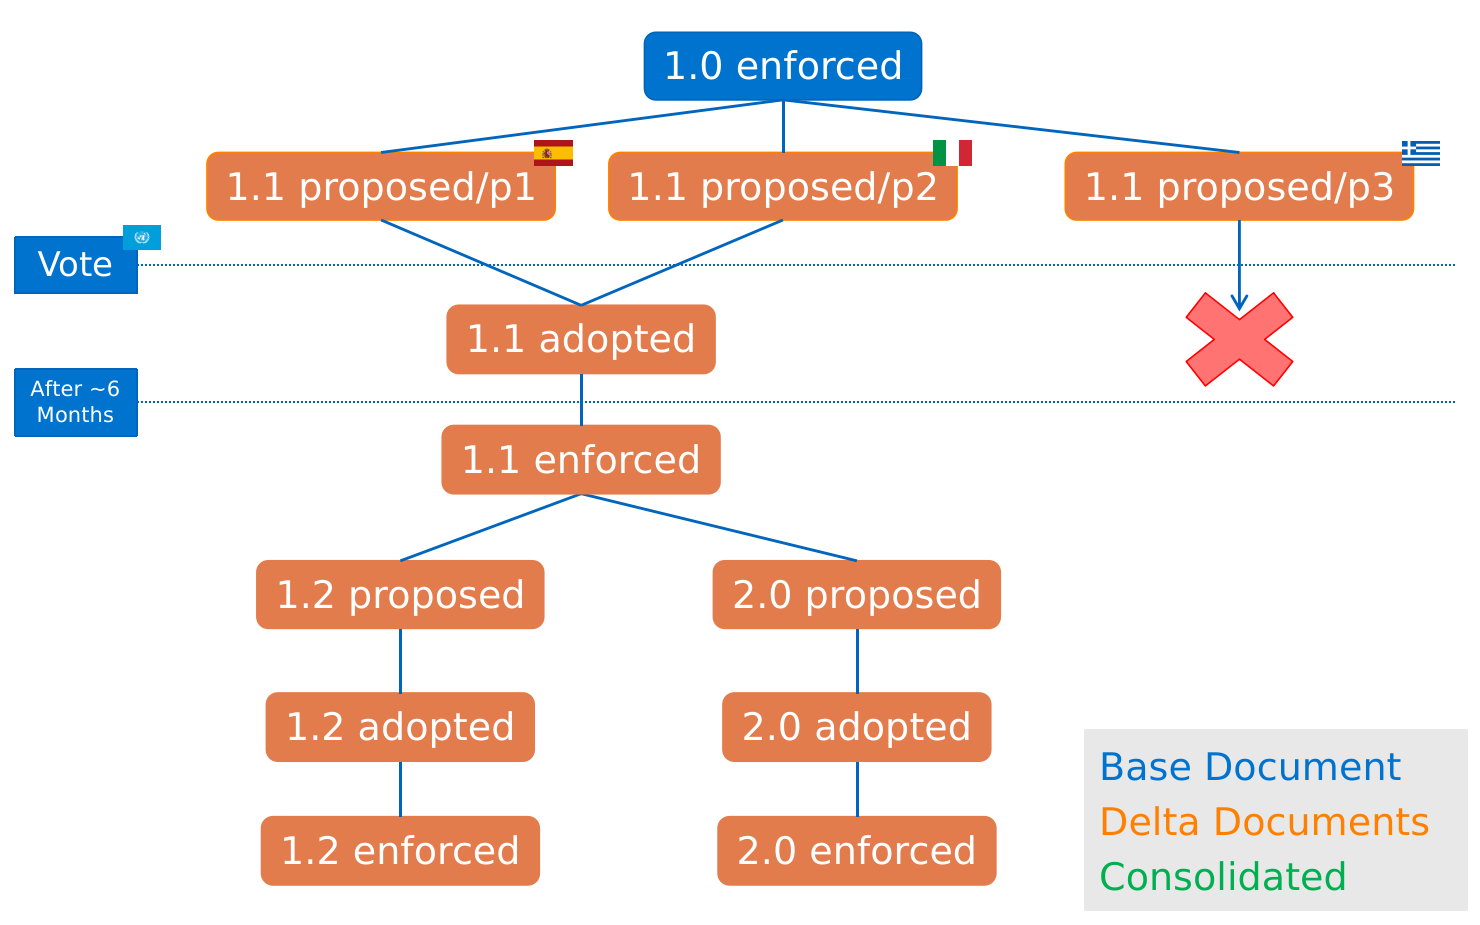 1.0 enforced
1.1 proposed/p1
1.1 proposed/p2
1.1 proposed/p3
Vote
1.1 adopted
After ~6
Months
1.1 enforced
1.2 proposed
2.0 proposed
1.2 adopted
2.0 adopted
1.2 enforced
2.0 enforced
Base Document
Delta Documents
Consolidated